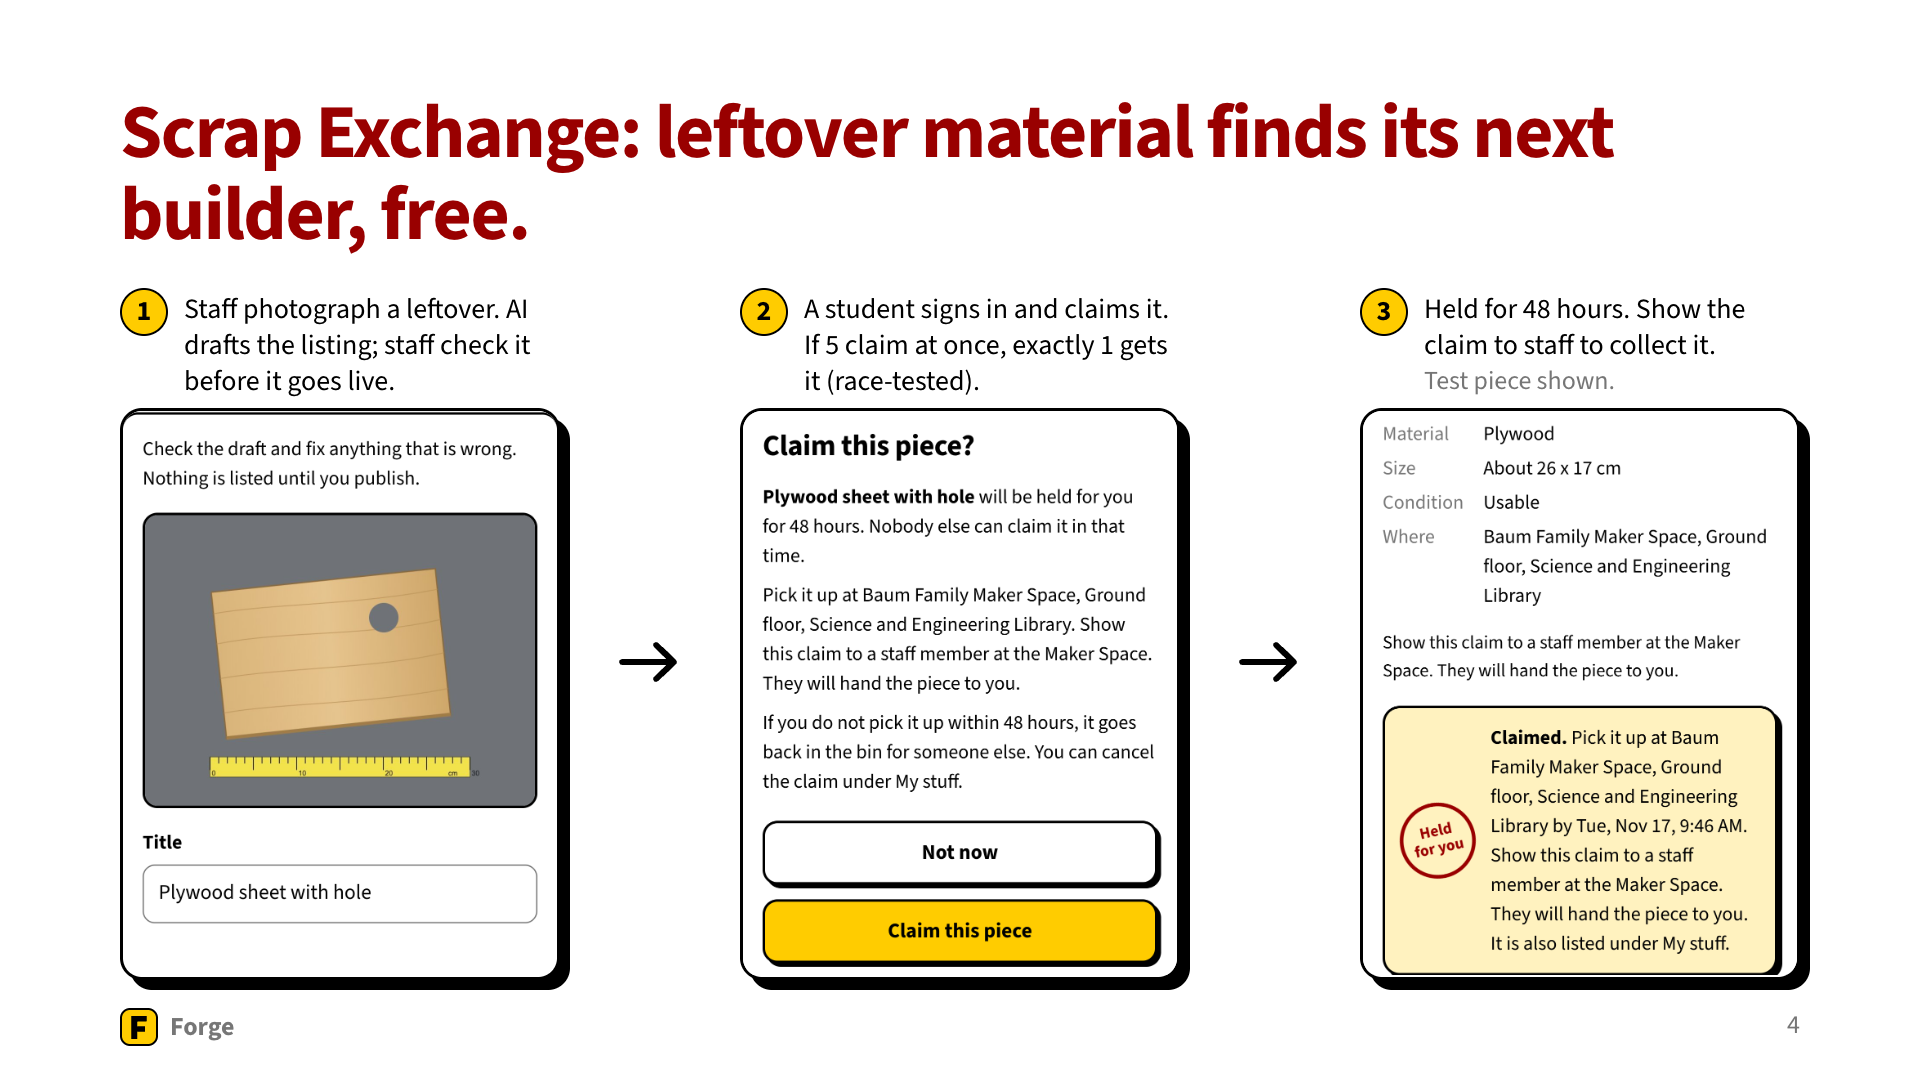 Scrap Exchange: leftover material finds its next
builder, free.
1
Staff photograph a leftover. AI
drafts the listing; staff check it
before it goes live.
Check the draft and fix anything that is wrong.
Nothing is listed until you publish.
0 10 20 cm 30
Title
Plywood sheet with hole
2
A student signs in and claims it.
If 5 claim at once, exactly 1 gets
it (race-tested).
Claim this piece?
Plywood sheet with hole will be held for you
for 48 hours. Nobody else can claim it in that
time.
Pick it up at Baum Family Maker Space, Ground
floor, Science and Engineering Library. Show
this claim to a staff member at the Maker Space.
They will hand the piece to you.
If you do not pick it up within 48 hours, it goes
back in the bin for someone else. You can cancel
the claim under My stuff.
Not now
Claim this piece
3
Held for 48 hours. Show the
claim to staff to collect it.
Test piece shown.
Material Plywood
Size About 26 x 17 cm
Condition Usable
Where Baum Family Maker Space, Ground
floor, Science and Engineering
Library
Show this claim to a staff member at the Maker
Space. They will hand the piece to you.
Held
for you
Claimed. Pick it up at Baum
Family Maker Space, Ground
floor, Science and Engineering
Library by Tue, Nov 17, 9:46 AM.
Show this claim to a staff
member at the Maker Space.
They will hand the piece to you.
It is also listed under My stuff.
F Forge
4